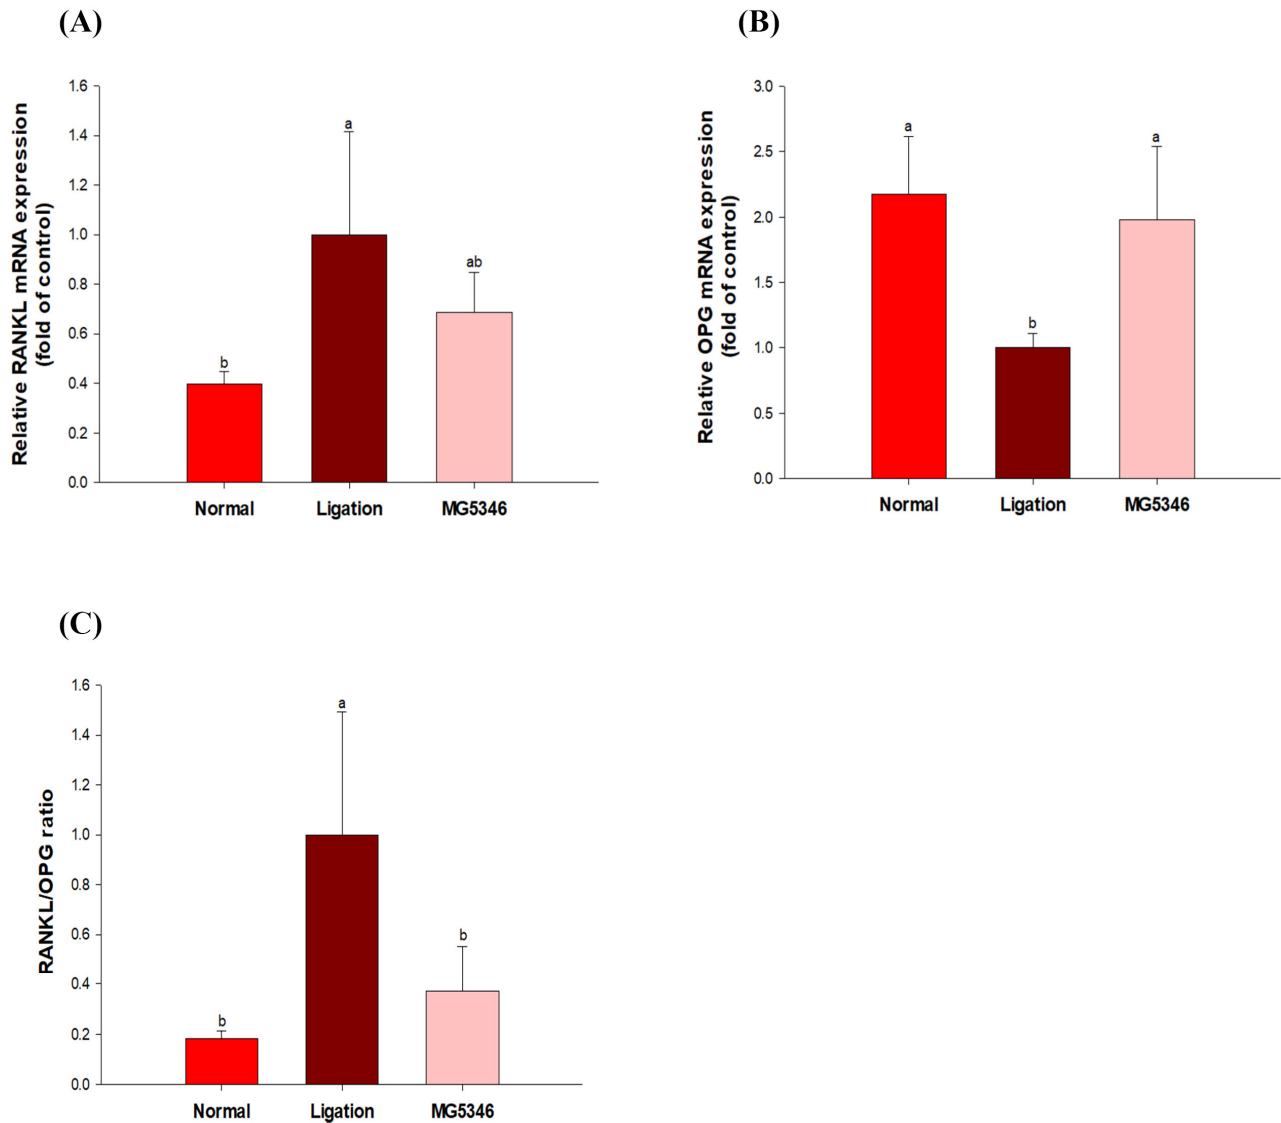 (A)
Relative RANKL mRNA expression
(fold of control)
1.6
1.4
1.2
1.0
0.8
0.6
0.4
0.2
0.0
b
a
ab
Normal Ligation MG5346
(B)
Relative OPG mRNA expression
(fold of control)
3.0
2.5
2.0
1.5
1.0
0.5
0.0
a
b
a
Normal Ligation MG5346
(C)
RANKL/OPG ratio
1.6
1.4
1.2
1.0
0.8
0.6
0.4
0.2
0.0
b
a
b
Normal Ligation MG5346